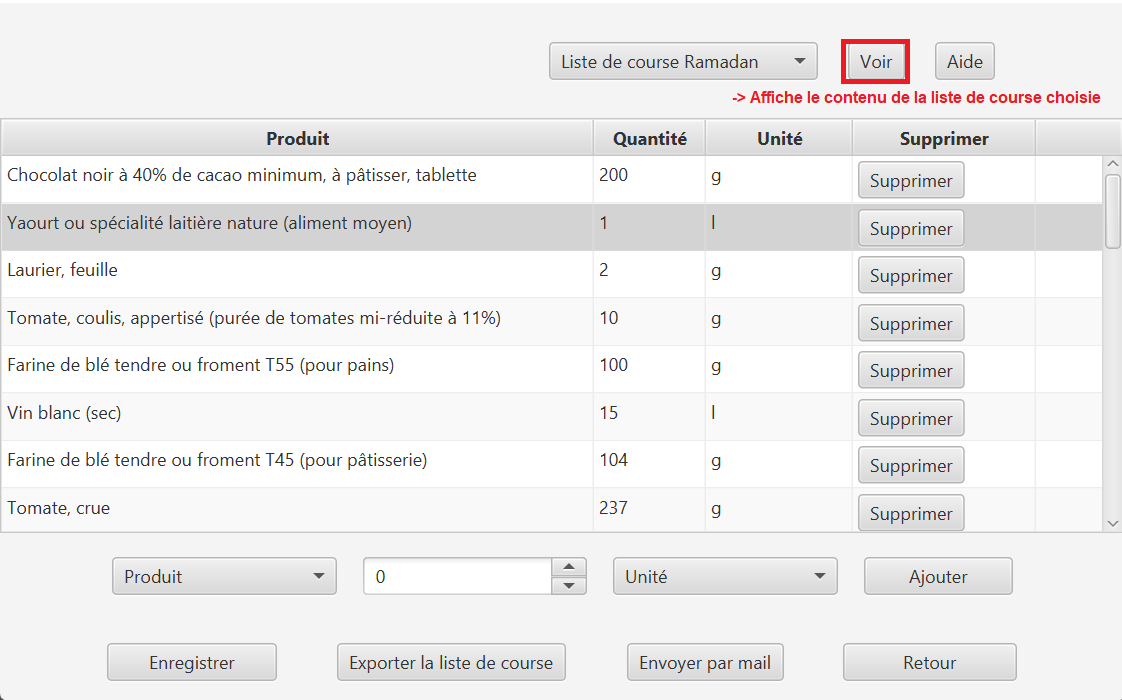 Liste de course Ramadan Voir Aide
-> Affiche le contenu de la liste de course choisie
Produit Quantité Unité Supprimer
Chocolat noir à 40% de cacao minimum, à pâtisser, tablette 200 g Supprimer
Yaourt ou spécialité laitière nature (aliment moyen) 1 l Supprimer
Laurier, feuille 2 g Supprimer
Tomate, coulis, appertisé (purée de tomates mi-réduite à 11%) 10 g Supprimer
Farine de blé tendre ou froment T55 (pour pains) 100 g Supprimer
Vin blanc (sec) 15 l Supprimer
Farine de blé tendre ou froment T45 (pour pâtisserie) 104 g Supprimer
Tomate, crue 237 g Supprimer
Produit 0 Unité Ajouter
Enregistrer Exporter la liste de course Envoyer par mail Retour